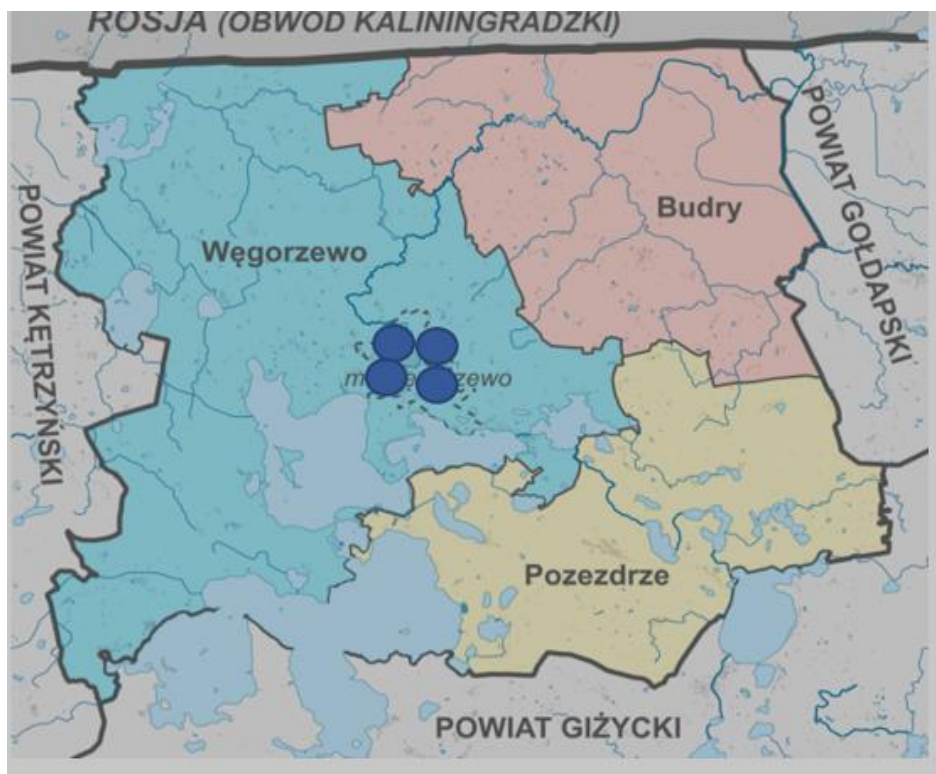 ROSJA (OBWÓD KALININGRADZKI)
POWIAT KĘTRZYŃSKI
POWIAT GOŁDAPSKI
Budry
Węgorzewo
Pozezdrze
POWIAT GIŻYCKI